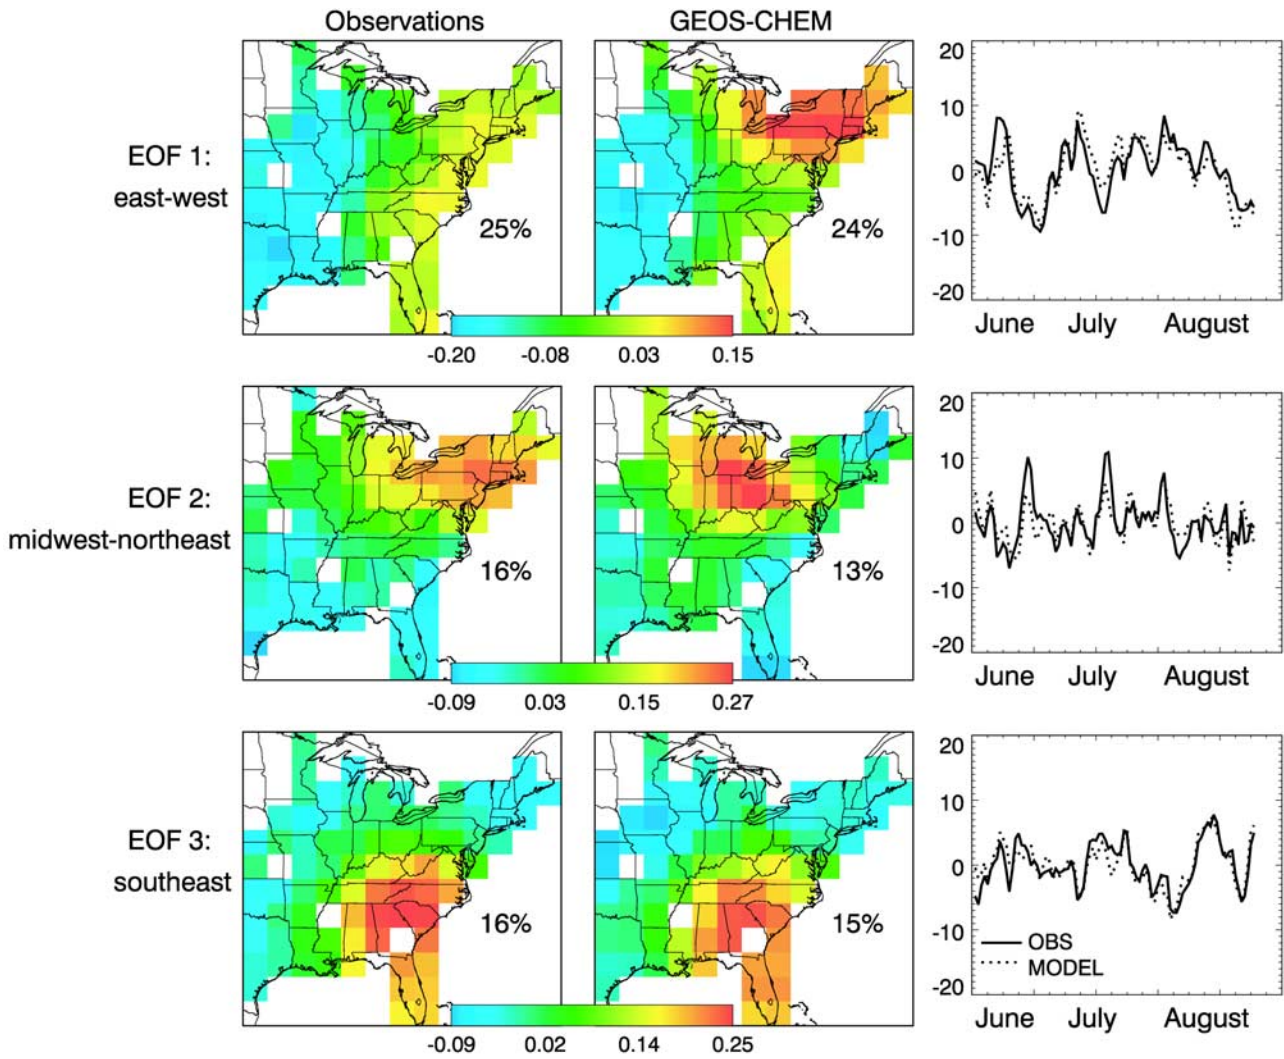 Observations GEOS-CHEM
EOF 1:
east-west
25%
24%
20
10
0
-10
-20
June July August
-0.20 -0.08 0.03 0.15
EOF 2:
midwest-northeast
16%
13%
20
10
0
-10
-20
June July August
-0.09 0.03 0.15 0.27
EOF 3:
southeast
16%
15%
20
10
0
-10
-20
OBS
MODEL
June July August
-0.09 0.02 0.14 0.25